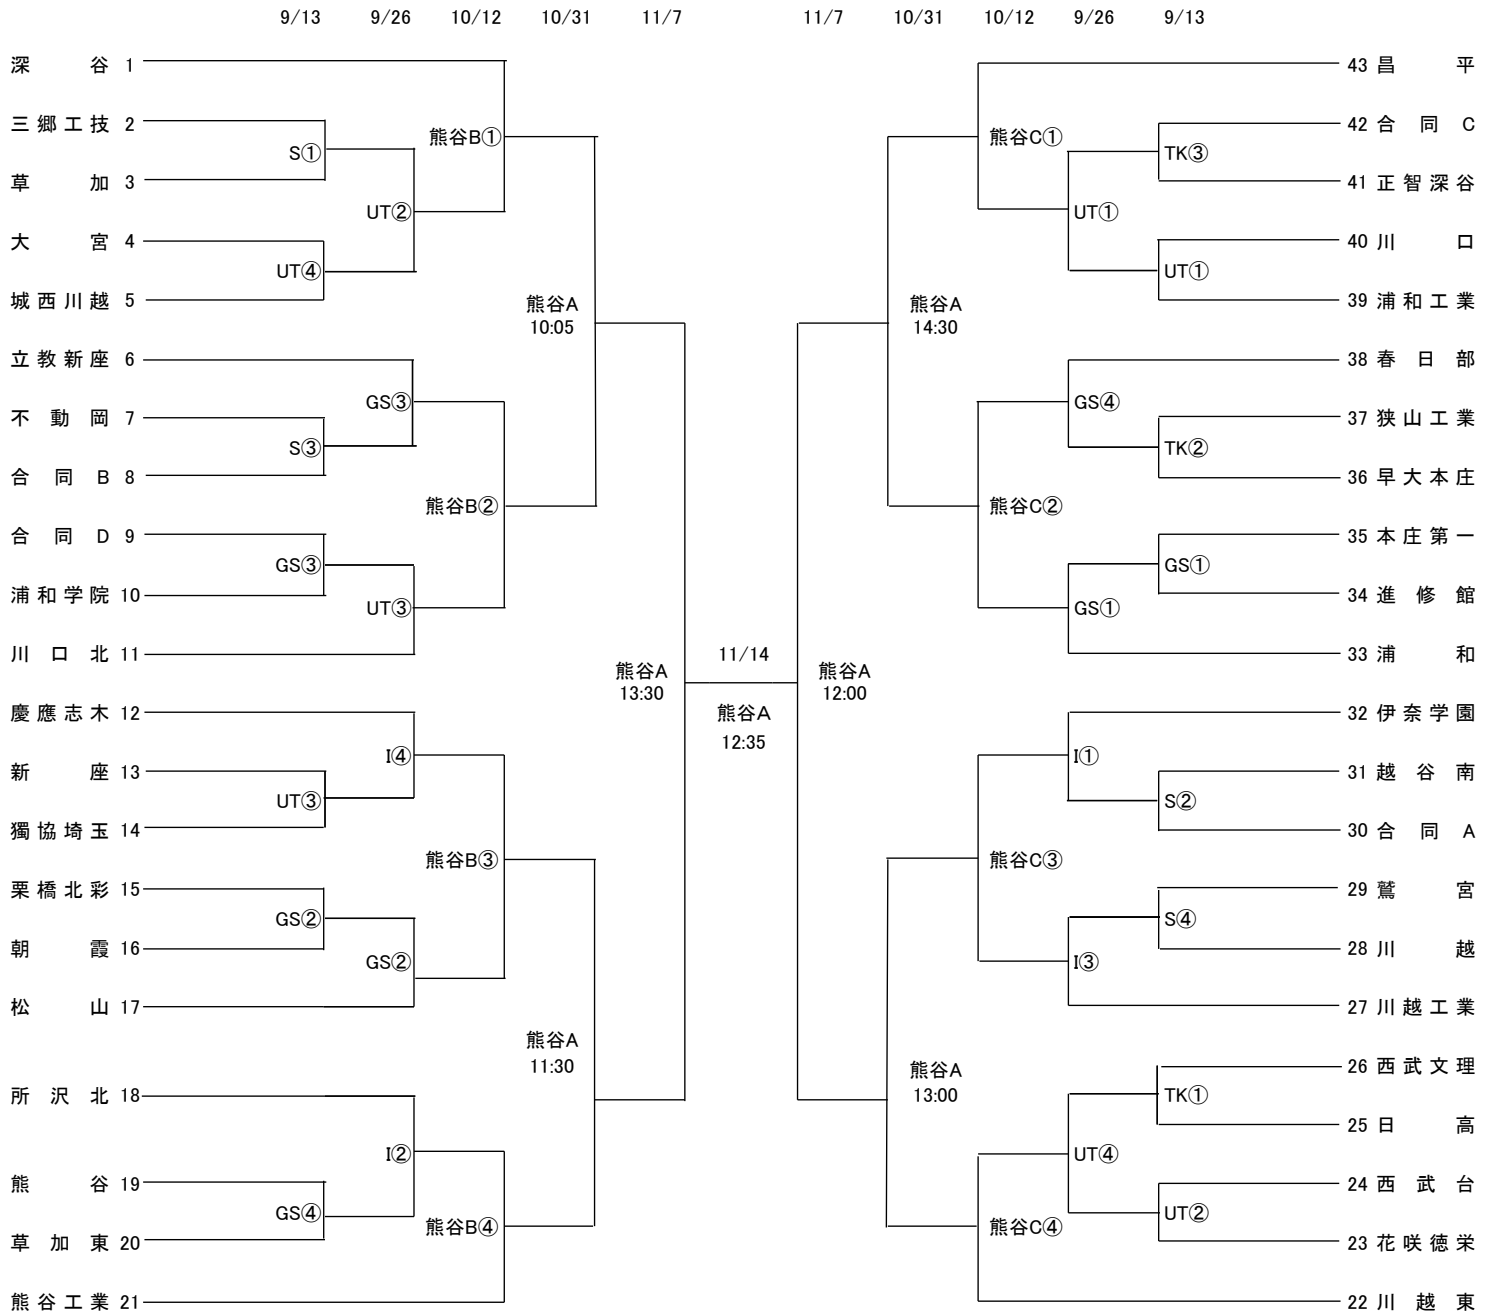 9/13 9/26 10/12 10/31 11/7 11/7 10/31 10/12 9/26 9/13
深谷 1 43 昌平
三郷工技 2 42 合同C
熊谷B① 熊谷C①
S① TK③
草加 3 41 正智深谷
UT② UT①
大宮 4 40 川口
UT④ UT①
城西川越 5 39 浦和工業
熊谷A 熊谷A
10:05 14:30
立教新座 6 38 春日部
GS③ GS④
不動岡 7 37 狭山工業
S③ TK②
合同B 8 36 早大本庄
熊谷B② 熊谷C②
合同D 9 35 本庄第一
GS③ GS①
浦和学院 10 34 進修館
UT③ GS①
川口北 11 11/14 33 浦和
熊谷A 熊谷A
13:30 12:00
慶應志木 12 熊谷A 32 伊奈学園
12:35
I④ I①
新座 13 31 越谷南
UT③ S②
獨協埼玉 14 30 合同A
熊谷B③ 熊谷C③
栗橋北彩 15 29 鷲宮
GS② S④
朝霞 16 28 川越
GS② I③
松山 17 27 川越工業
熊谷A
11:30 26 西武文理
熊谷A
13:00
所沢北 18 TK①
25 日高
I② UT④
熊谷 19 24 西武台
GS④ UT②
熊谷B④ 熊谷C④
草加東 20 23 花咲徳栄
熊谷工業 21 22 川越東